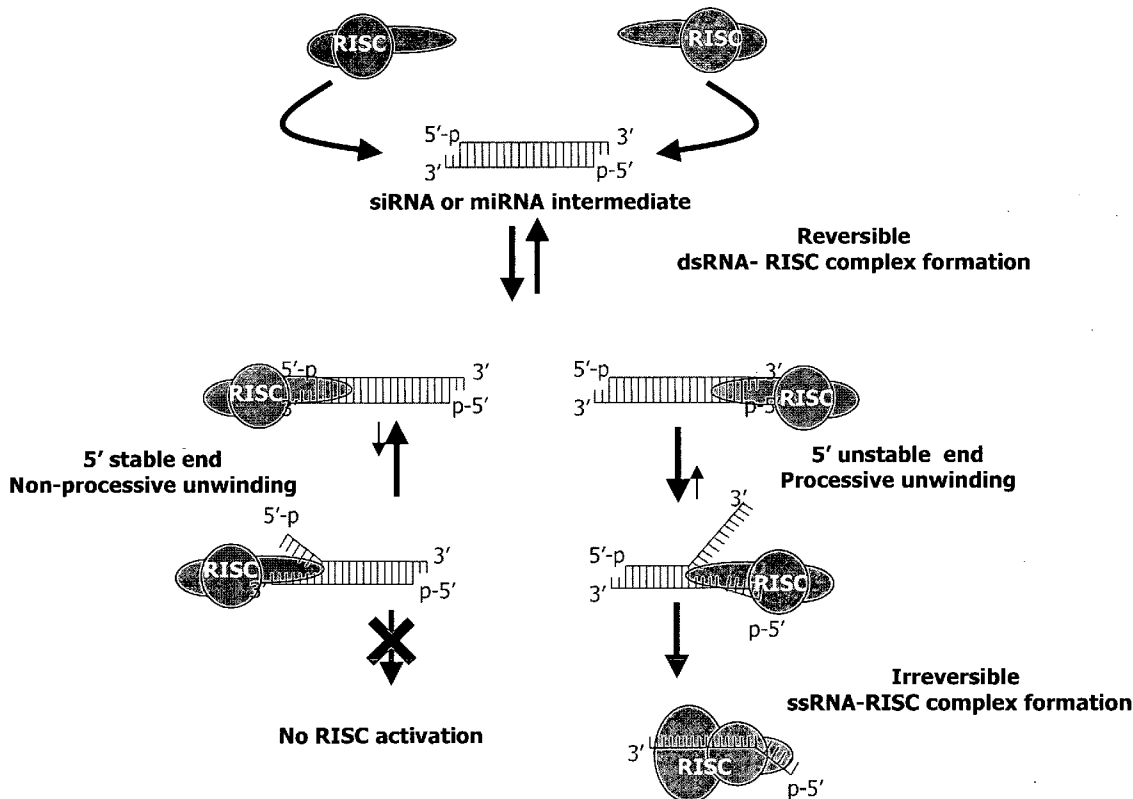 RISC
RISC
5'-p
3'
3'
p-5'
siRNA or miRNA intermediate
Reversible
dsRNA- RISC complex formation
5'-p
3'
RISC
3'
p-5'
5'-p
3'
3'
p-5'
RISC
5' stable end
Non-processive unwinding
5' unstable end
Processive unwinding
5'-p
3'
RISC
3'
p-5'
3'
5'-p
RISC
3'
p-5'
Irreversible
ssRNA-RISC complex formation
No RISC activation
3'
RISC
p-5'